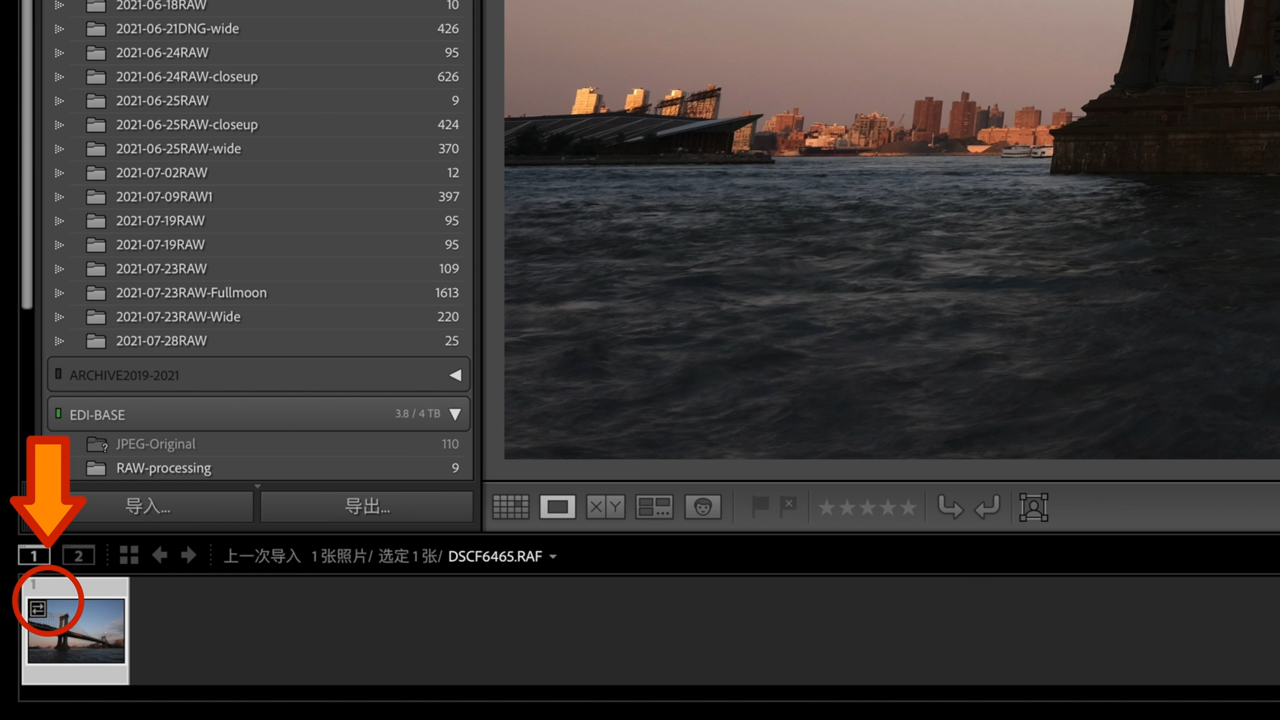 2021-06-18RAW 10
2021-06-21DNG-wide 426
2021-06-24RAW 95
2021-06-24RAW-closeup 626
2021-06-25RAW 9
2021-06-25RAW-closeup 424
2021-06-25RAW-wide 370
2021-07-02RAW 12
2021-07-09RAW1 397
2021-07-19RAW 95
2021-07-19RAW 95
2021-07-23RAW 109
2021-07-23RAW-Fullmoon 1613
2021-07-23RAW-Wide 220
2021-07-28RAW 25
ARCHIVE2019-2021
EDI-BASE 3.8 / 4 TB
JPEG-Original 110
RAW-processing 9
导入... 导出...
X Y
1 2 上一次导入 1张照片/ 选定1张/ DSCF6465.RAF
1